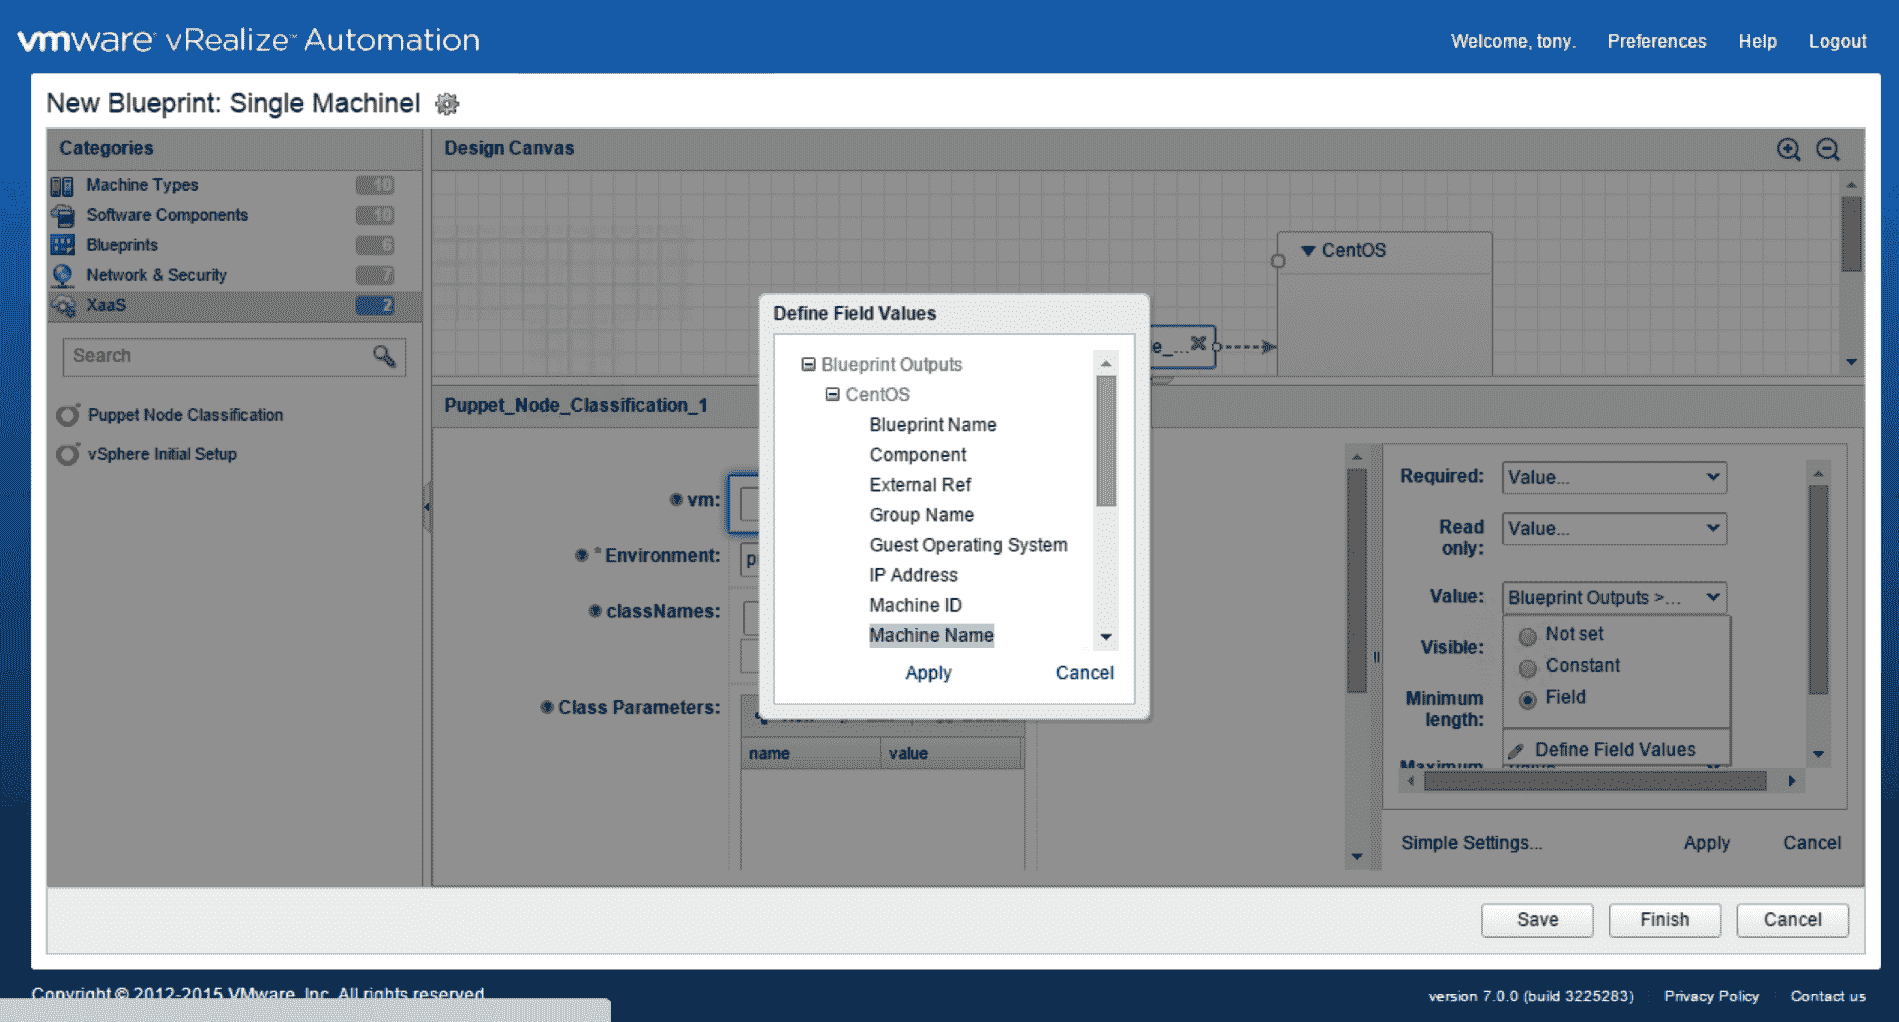 vmware vRealize™ Automation
Welcome, tony. Preferences Help Logout
New Blueprint: Single Machinel
Categories
Machine Types 10
Software Components 10
Blueprints 6
Network & Security 7
XaaS 2
Search
Puppet Node Classification
vSphere Initial Setup
Design Canvas
CentOS
e_...
Puppet_Node_Classification_1
vm:
* Environment:
classNames:
Class Parameters:
name value
Define Field Values
Blueprint Outputs
CentOS
Blueprint Name
Component
External Ref
Group Name
Guest Operating System
IP Address
Machine ID
Machine Name
Apply Cancel
Required: Value...
Read only: Value...
Value: Blueprint Outputs >...
Not set
Constant
Field
Define Field Values
Visible:
Minimum
length:
Maximum
Simple Settings... Apply Cancel
Save Finish Cancel
Copyright © 2012-2015 VMware, Inc. All rights reserved
version 7.0.0 (build 3225283) Privacy Policy Contact us